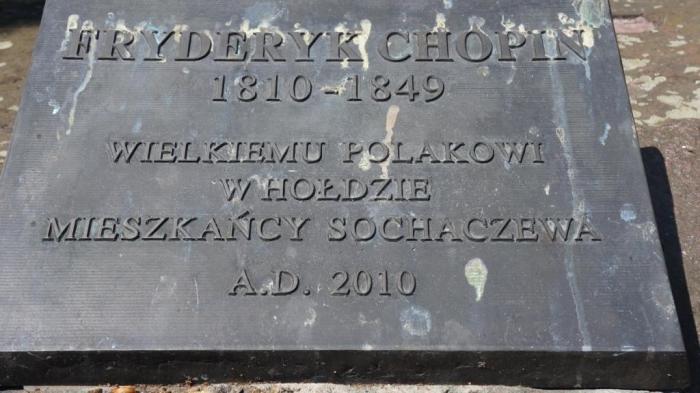 FRYDERYK CHOPIN
1810-1849
WIELKIEMU POLAKOWI
W HOŁDZIE
MIESZKAŃCY SOCHACZEWA
A.D. 2010